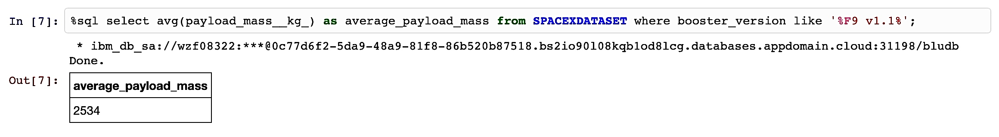 In [7]: %sql select avg(payload_mass__kg_) as average_payload_mass from SPACEXDATASET where booster_version like '%F9 v1.1%';
* ibm_db_sa://wzf08322:***@0c77d6f2-5da9-48a9-81f8-86b520b87518.bs2io90l08kqb1od8lcg.databases.appdomain.cloud:31198/bludb
Done.
Out[7]:
average_payload_mass
2534